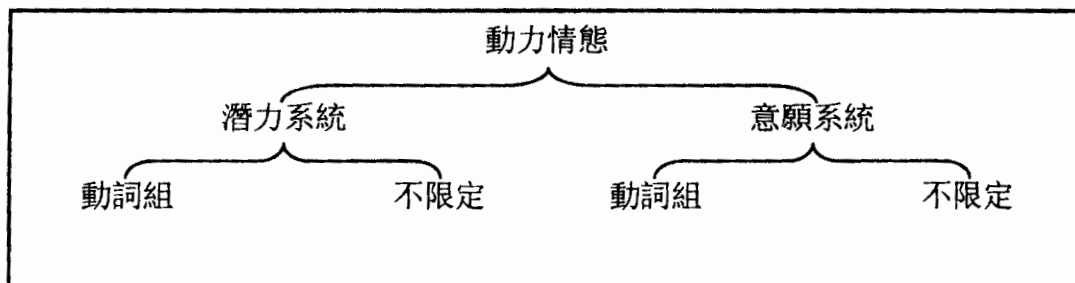 動力情態
潛力系統 意願系統
動詞組 不限定 動詞組 不限定